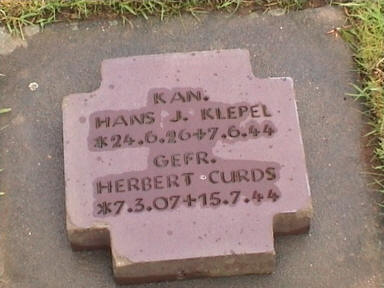 KAN.
HANS J. KLEPEL
*24.6.26+7.6.44
GEFR.
HERBERT CURDS
*7.3.07+15.7.44